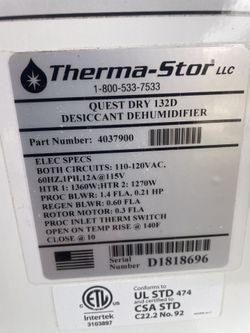 Therma-Stor LLC
1-800-533-7533
QUEST DRY 132D
DESICCANT DEHUMIDIFIER
Part Number: 4037900
ELEC SPECS
BOTH CIRCUITS: 110-120VAC,
60HZ,1PH,12A@115V
HTR 1: 1360W; HTR 2: 1270W
PROC BLWR: 1.4 FLA, 0.21 HP
REGEN BLWR: 0.60 FLA
ROTOR MOTOR: 0.3 FLA
PROC INLET THERM SWITCH
OPEN ON TEMP RISE @ 140F
CLOSE @ 10
Serial Number:
D1818696
ETL
Intertek
3103897
UL STD 474
and certified to
CSA STD
C22.2 No. 92